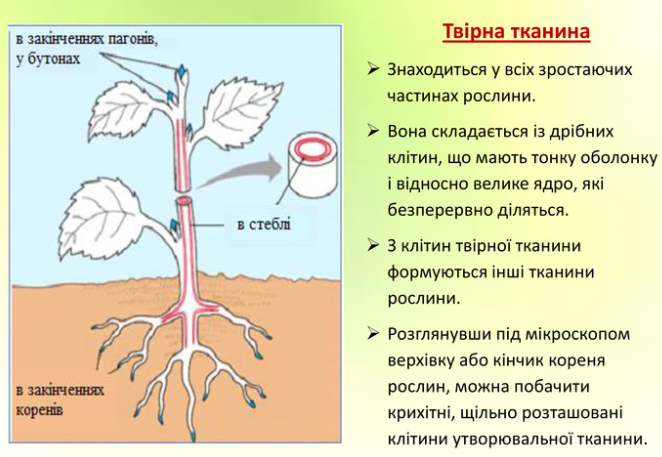 в закінченнях пагонів,
у бутонах
в стеблі
в закінченнях
коренів
Твірна тканина
➢ Знаходиться у всіх зростаючих
частинах рослини.
➢ Вона складається із дрібних
клітин, що мають тонку оболонку
і відносно велике ядро, які
безперервно діляться.
➢ З клітин твірної тканини
формуються інші тканини
рослини.
➢ Розглянувши під мікроскопом
верхівку або кінчик кореня
рослин, можна побачити
крихітні, щільно розташовані
клітини утворювальної тканини.